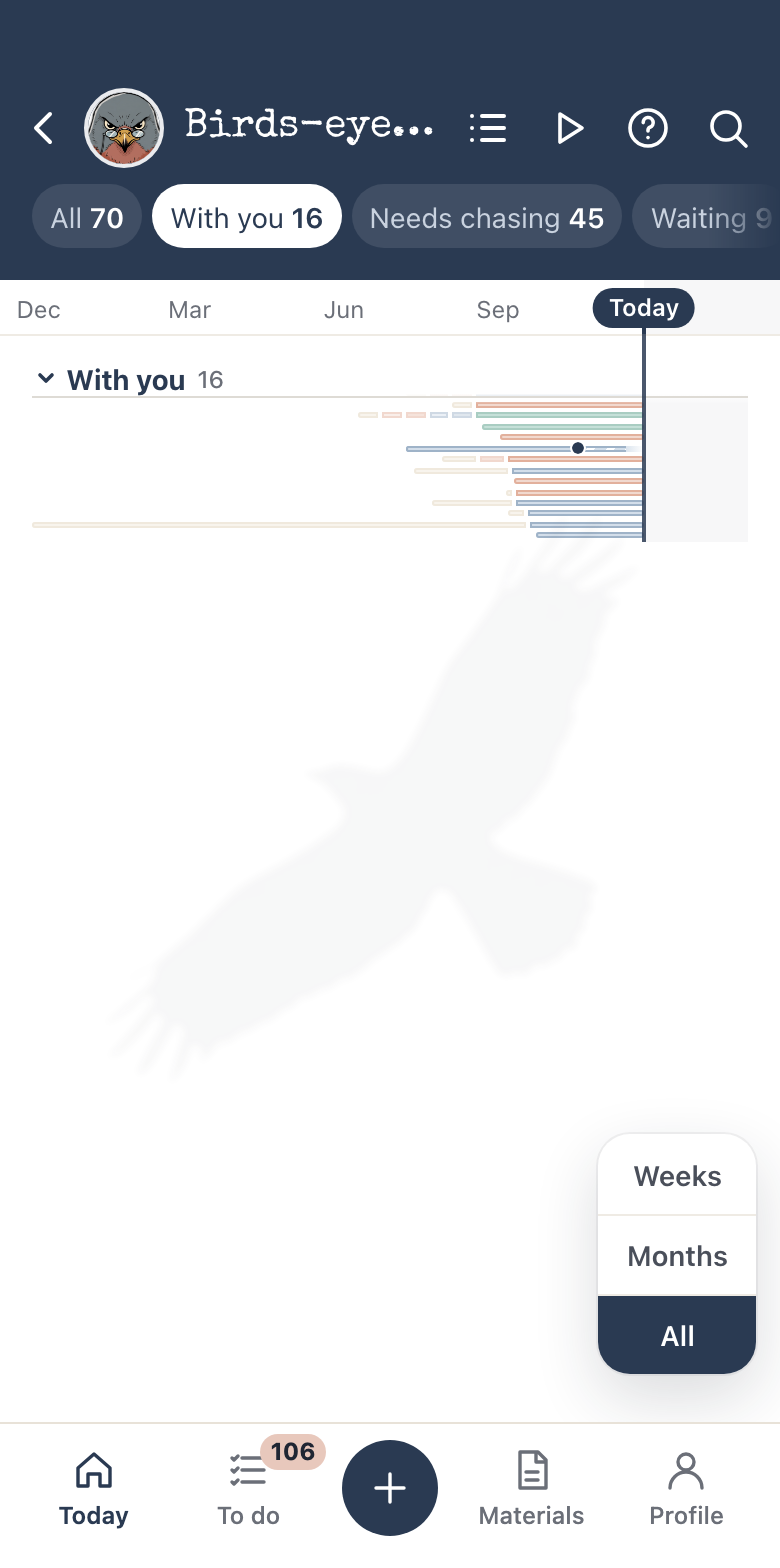 Birds-eye...
All 70
With you 16
Needs chasing 45
Waiting 9
Dec Mar Jun Sep Today
With you 16
Weeks
Months
All
106
Today To do Materials Profile